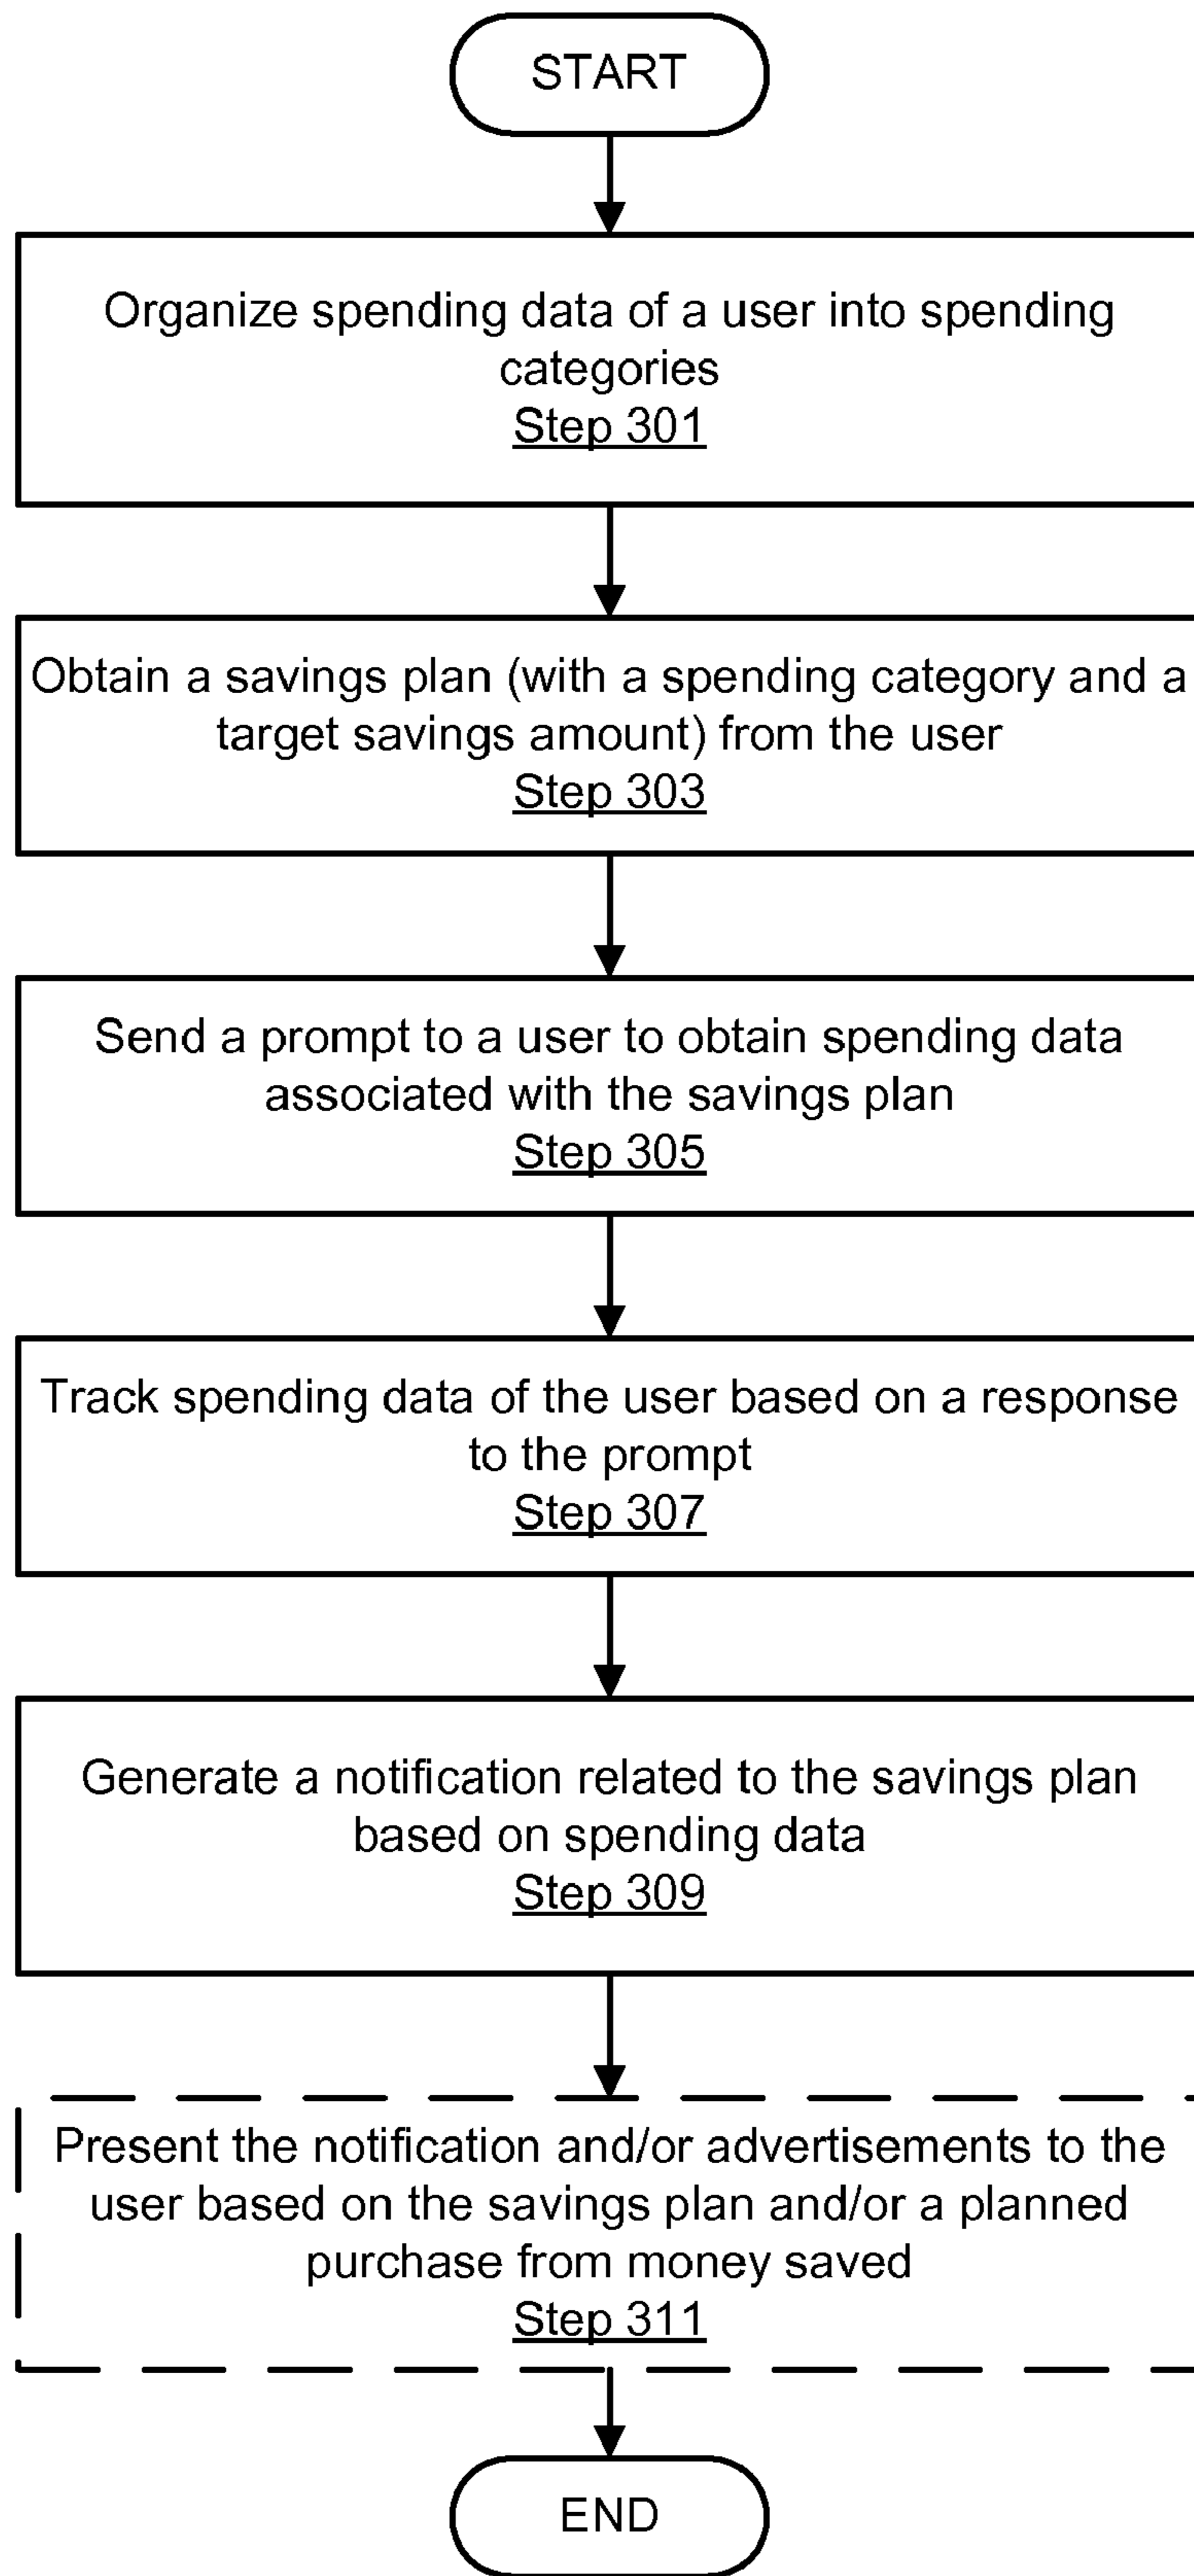 START
Organize spending data of a user into spending
categories
Step 301
Obtain a savings plan (with a spending category and a
target savings amount) from the user
Step 303
Send a prompt to a user to obtain spending data
associated with the savings plan
Step 305
Track spending data of the user based on a response
to the prompt
Step 307
Generate a notification related to the savings plan
based on spending data
Step 309
Present the notification and/or advertisements to the
user based on the savings plan and/or a planned
purchase from money saved
Step 311
END